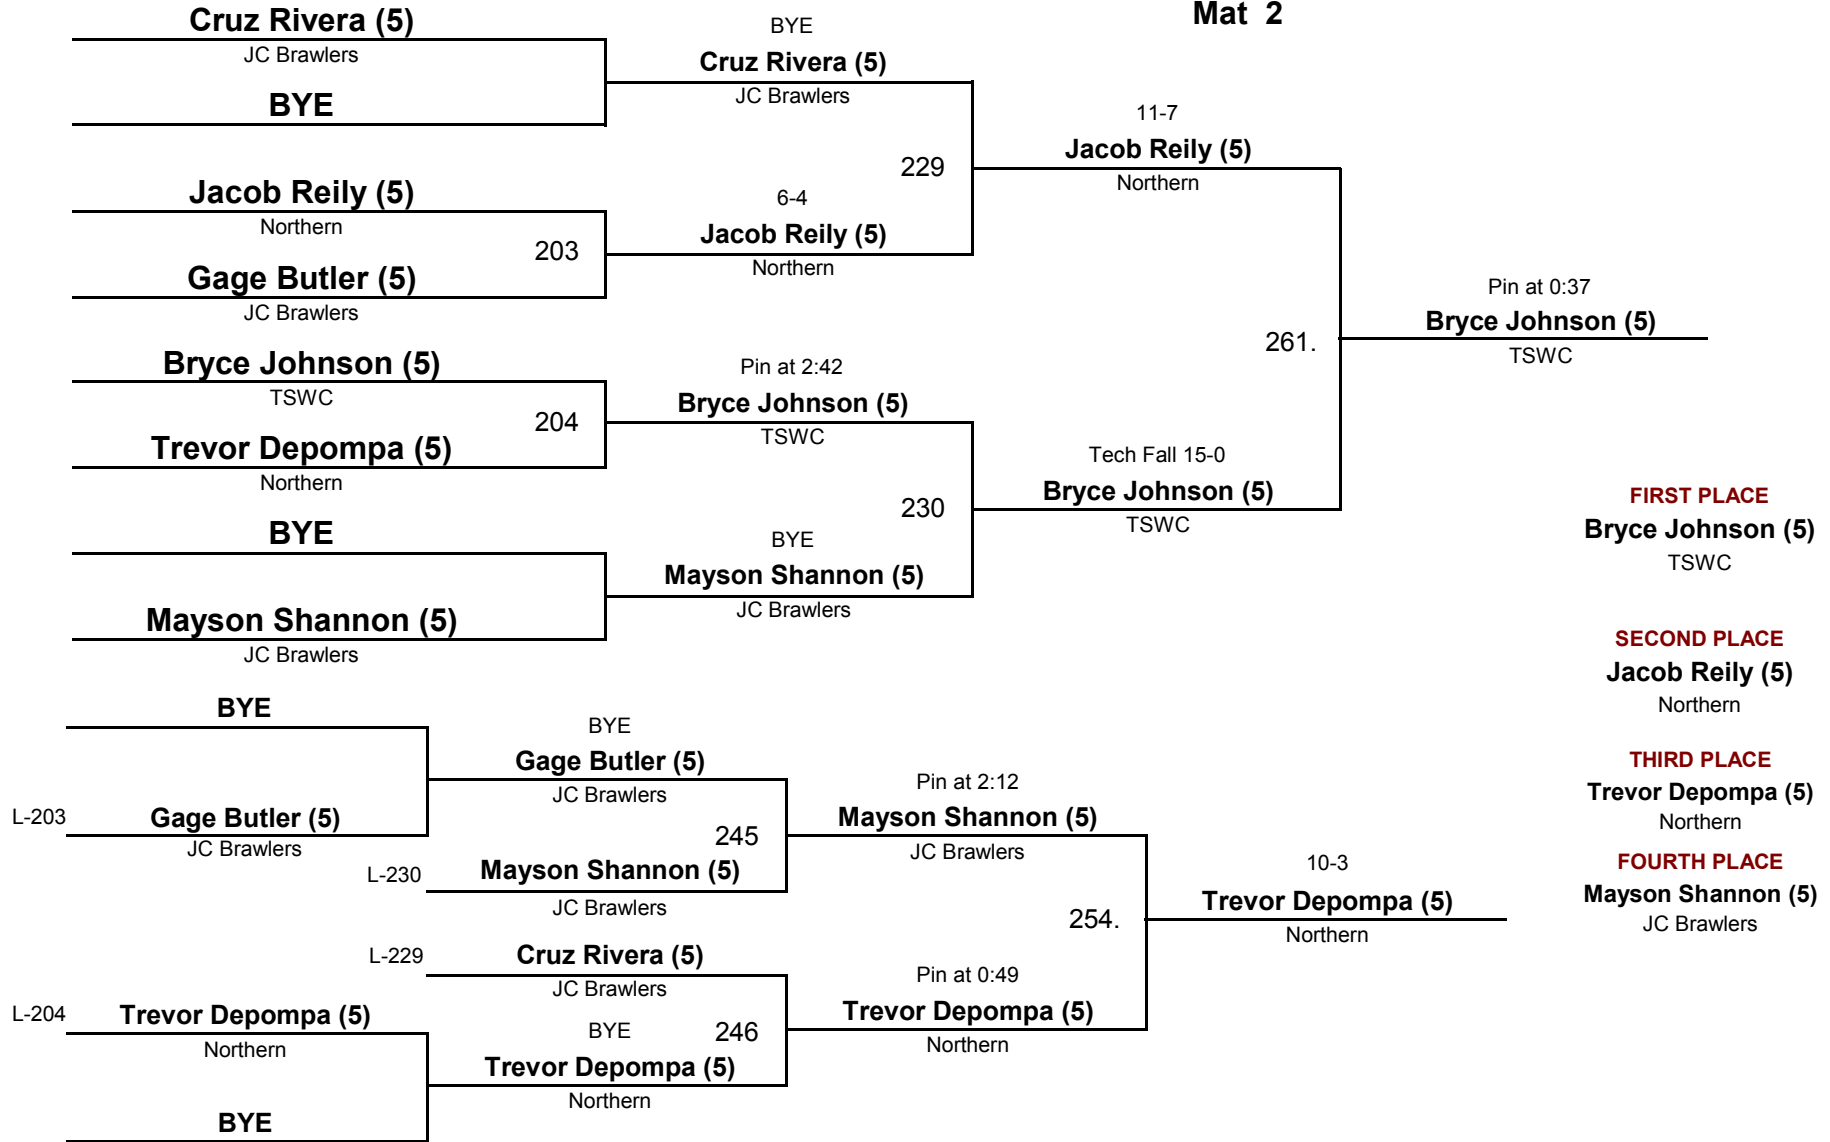 Mat 2
Cruz Rivera (5)
JC Brawlers
BYE
Jacob Reily (5)
Northern
203
Gage Butler (5)
JC Brawlers
Bryce Johnson (5)
TSWC
204
Trevor Depompa (5)
Northern
BYE
Mayson Shannon (5)
JC Brawlers
BYE
Cruz Rivera (5)
JC Brawlers
229
6-4
Jacob Reily (5)
Northern
Pin at 2:42
Bryce Johnson (5)
TSWC
230
BYE
Mayson Shannon (5)
JC Brawlers
11-7
Jacob Reily (5)
Northern
261.
Tech Fall 15-0
Bryce Johnson (5)
TSWC
Pin at 0:37
Bryce Johnson (5)
TSWC
BYE
L-203
Gage Butler (5)
JC Brawlers
L-204
Trevor Depompa (5)
Northern
BYE
BYE
Gage Butler (5)
JC Brawlers
245
L-230
Mayson Shannon (5)
JC Brawlers
L-229
Cruz Rivera (5)
JC Brawlers
BYE
246
Trevor Depompa (5)
Northern
Pin at 2:12
Mayson Shannon (5)
JC Brawlers
254.
Pin at 0:49
Trevor Depompa (5)
Northern
10-3
Trevor Depompa (5)
Northern
FIRST PLACE
Bryce Johnson (5)
TSWC
SECOND PLACE
Jacob Reily (5)
Northern
THIRD PLACE
Trevor Depompa (5)
Northern
FOURTH PLACE
Mayson Shannon (5)
JC Brawlers